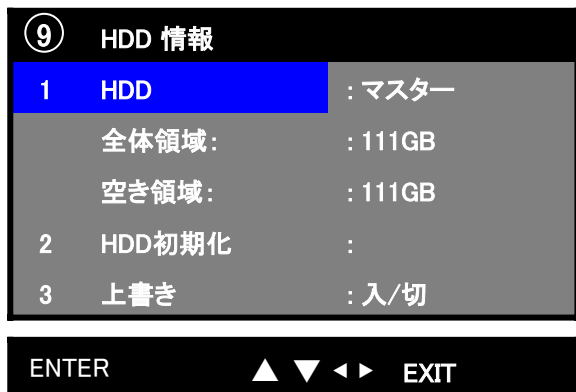 ⑨ HDD 情報
1 HDD : マスター
全体領域: : 111GB
空き領域: : 111GB
2 HDD初期化 :
3 上書き : 入/切
ENTER ▲ ▼ ◀ ▶ EXIT